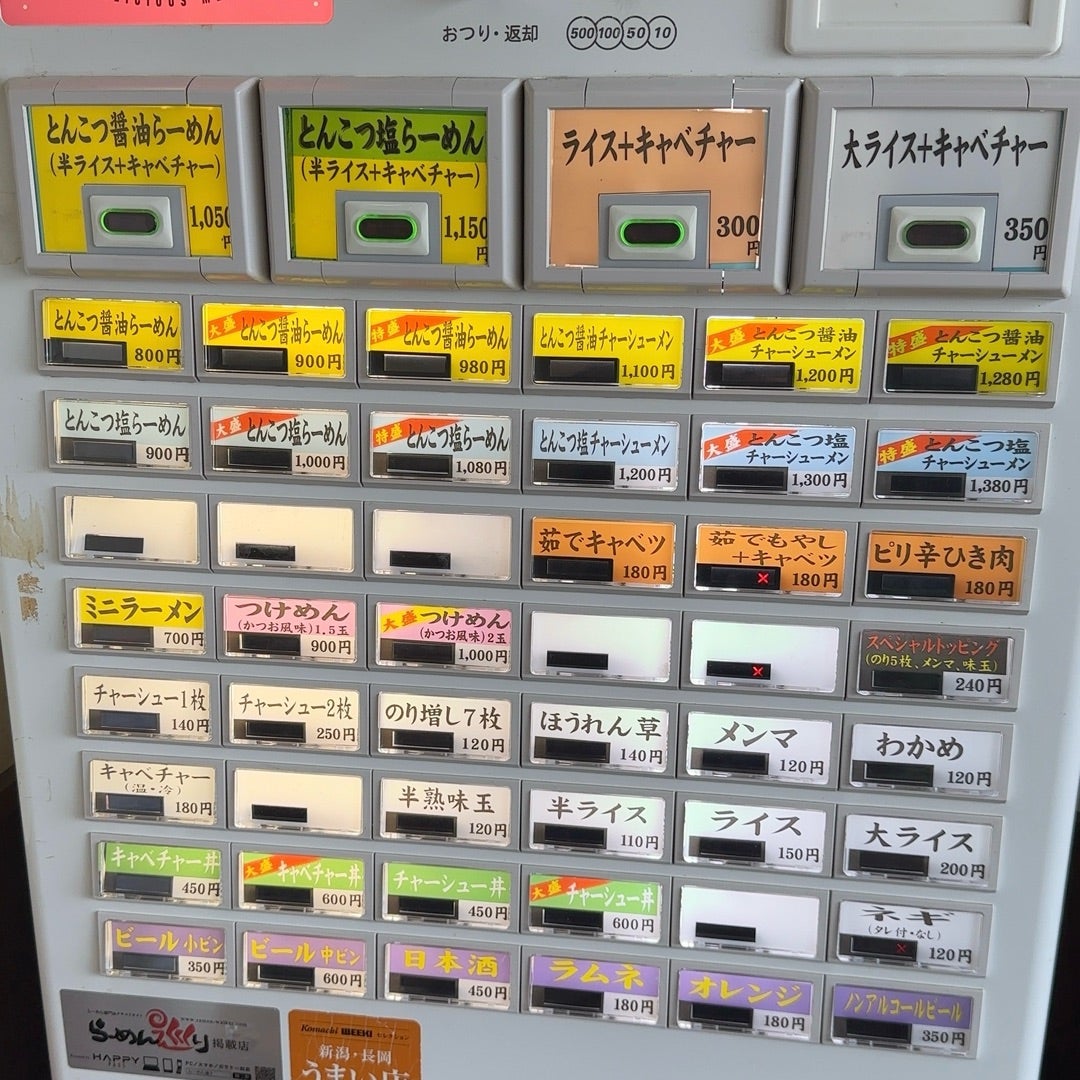 おつり・返却 500 100 50 10
とんこつ醤油らーめん
(半ライス+キャベチャー)
1,050
円
とんこつ塩らーめん
(半ライス+キャベチャー)
1,150
円
ライス+キャベチャー
300
円
大ライス+キャベチャー
350
円
とんこつ醤油らーめん
800円
大盛 とんこつ醤油らーめん
900円
特盛 とんこつ醤油らーめん
980円
とんこつ醤油チャーシューメン
1,100円
大盛 とんこつ醤油
チャーシューメン
1,200円
特盛 とんこつ醤油
チャーシューメン
1,280円
とんこつ塩らーめん
900円
大盛 とんこつ塩らーめん
1,000円
特盛 とんこつ塩らーめん
1,080円
とんこつ塩チャーシューメン
1,200円
大盛 とんこつ塩
チャーシューメン
1,300円
特盛 とんこつ塩
チャーシューメン
1,380円
茹でキャベツ
180円
茹でもやし
+キャベツ
180円
ピリ辛ひき肉
180円
ミニラーメン
700円
つけめん
(かつお風味)1.5玉
900円
大盛 つけめん
(かつお風味)2玉
1,000円
スペシャルトッピング
(のり5枚、メンマ、味玉)
240円
チャーシュー1枚
140円
チャーシュー2枚
250円
のり増し7枚
120円
ほうれん草
140円
メンマ
120円
わかめ
120円
キャベチャー
(温・冷)
180円
半熟味玉
120円
半ライス
110円
ライス
150円
大ライス
200円
キャベチャー丼
450円
大盛 キャベチャー丼
600円
チャーシュー丼
450円
大盛 チャーシュー丼
600円
ネギ
(タレ付・なし)
120円
ビール 小ビン
350円
ビール 中ビン
600円
日本酒
450円
ラムネ
180円
オレンジ
180円
ノンアルコールビール
350円
らーめん巡り 掲載店
HAPPY
Komachi WEEK! セレクション
新潟・長岡
うまい店